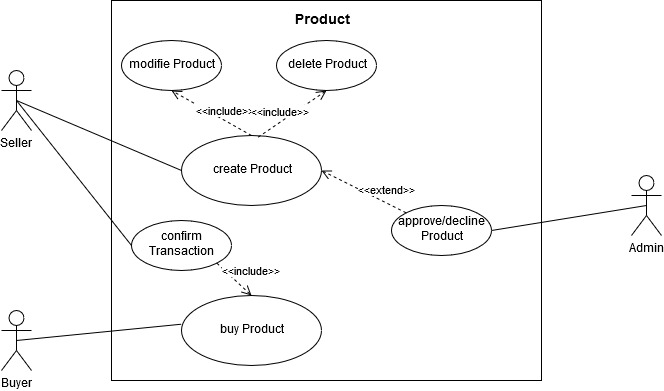 Product
modifie Product
delete Product
<<include>>
<<include>>
Seller
create Product
<<extend>>
approve/decline
Product
Admin
confirm
Transaction
<<include>>
buy Product
Buyer